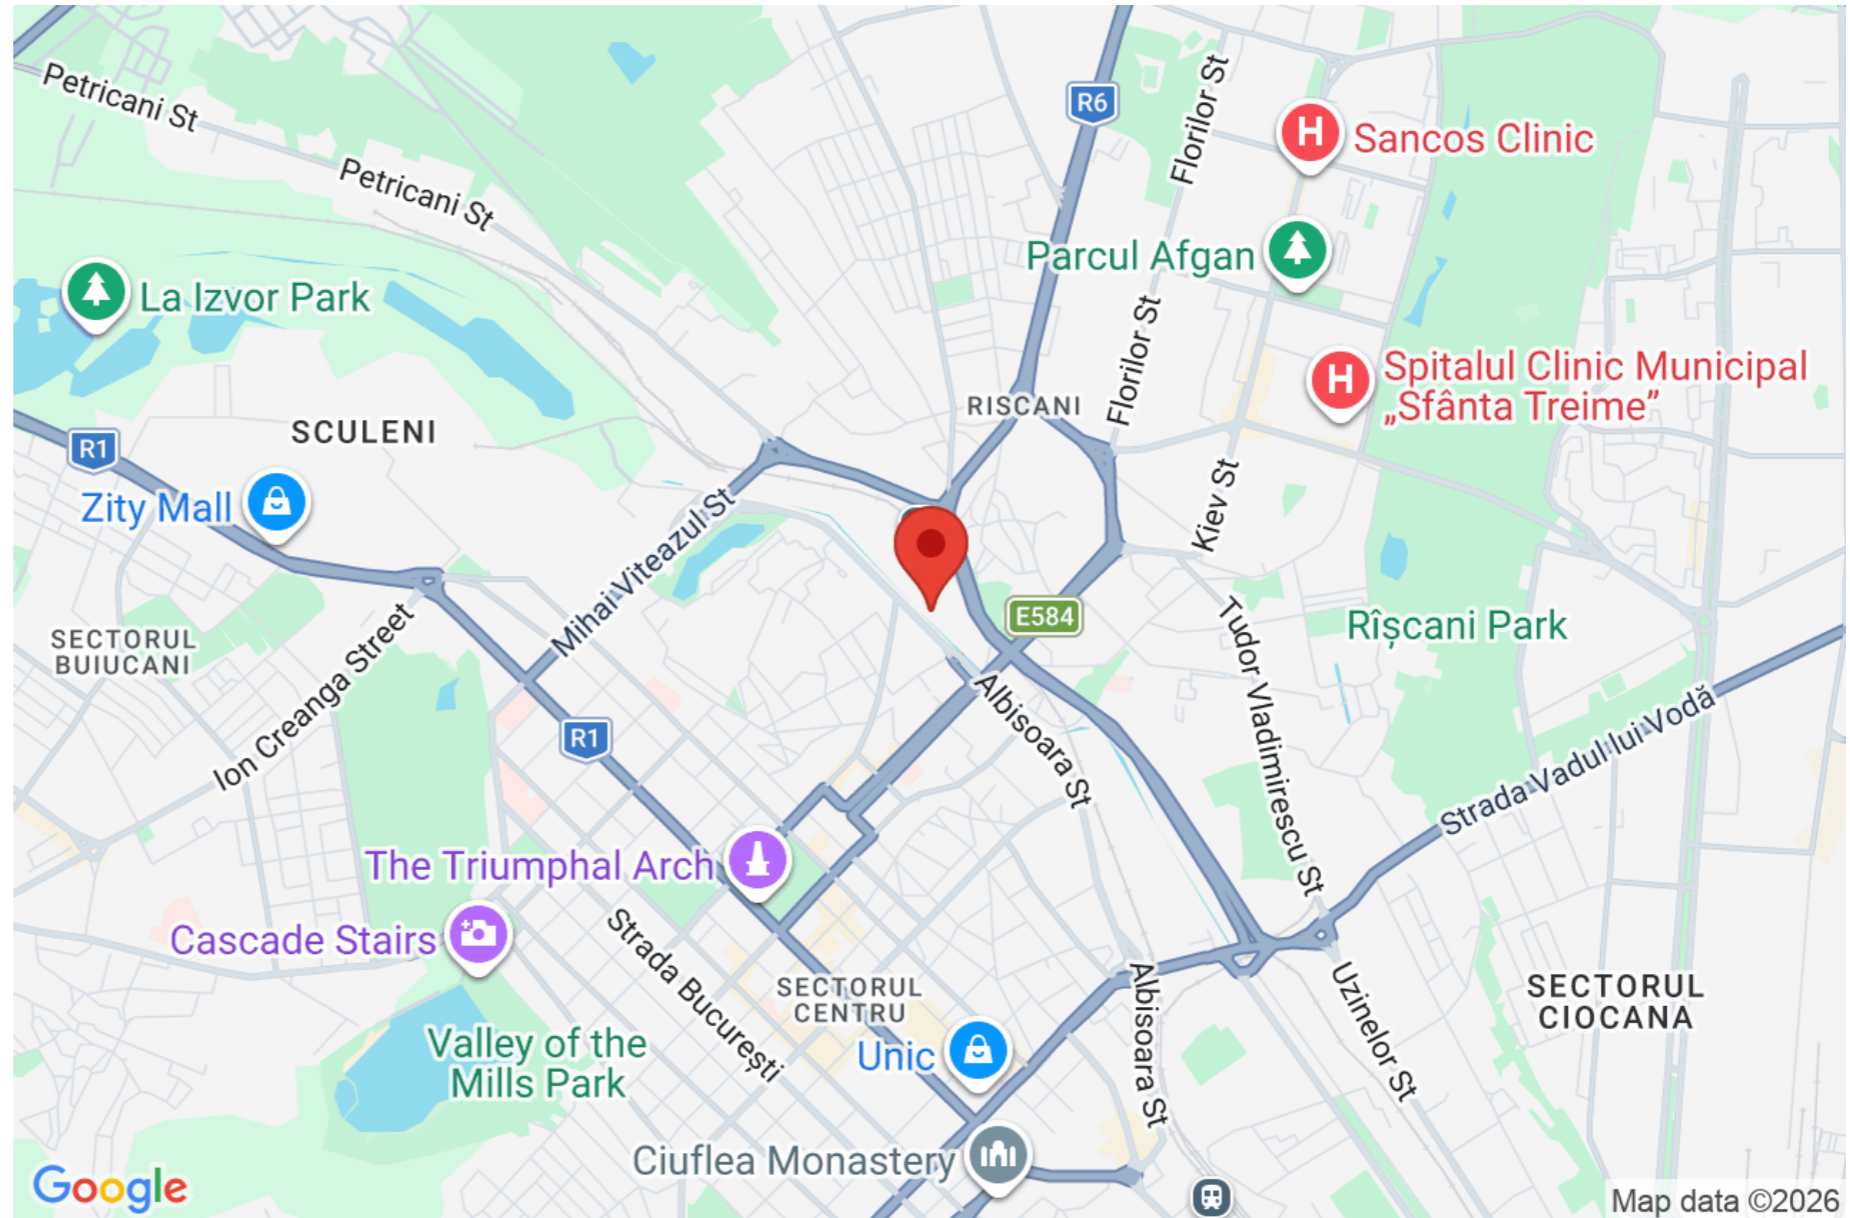 Petricani St
Petricani St
R6
Florilor St
Sancos Clinic
Parcul Afgan
La Izvor Park
Florilor St
Spitalul Clinic Municipal
„Sfânta Treime”
RISCANI
SCULENI
R1
Zity Mall
Mihai Viteazul St
Kiev St
E584
Tudor Vladimirescu St
Rîșcani Park
SECTORUL
BUIUCANI
Ion Creanga Street
Albisoara St
R1
Strada Vadul lui Vodă
The Triumphal Arch
Cascade Stairs
Strada București
SECTORUL
CENTRU
Albisoara St
Uzinelor St
SECTORUL
CIOCANA
Valley of the
Mills Park
Unic
Ciuflea Monastery
Google
Map data ©2026
H
H